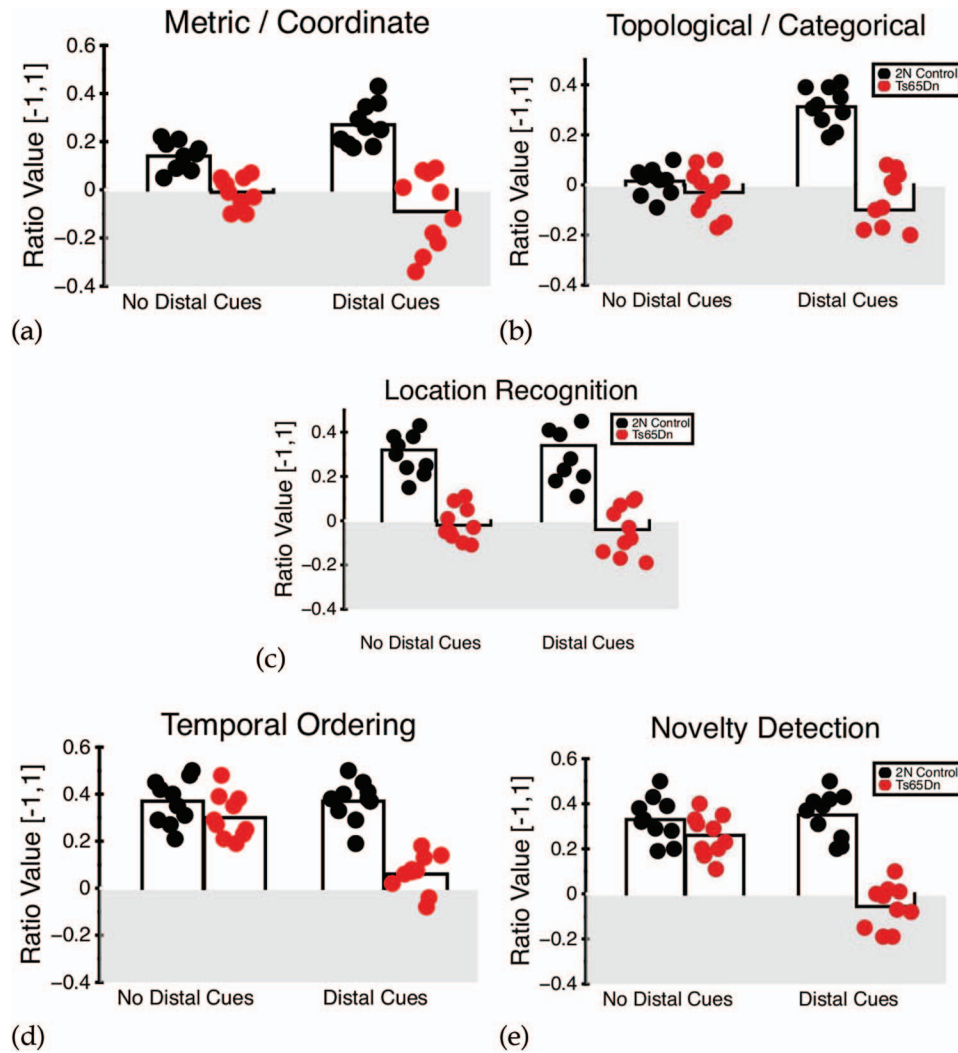 Metric / Coordinate
Ratio Value [-1,1]
0.6
0.4
0.2
0
−0.2
−0.4
No Distal Cues
Distal Cues
(a)
Topological / Categorical
2N Control
Ts65Dn
Ratio Value [-1,1]
0.4
0.2
0
−0.2
−0.4
No Distal Cues
Distal Cues
(b)
Location Recognition
2N Control
Ts65Dn
Ratio Value [-1,1]
0.4
0.2
0
−0.2
−0.4
No Distal Cues
Distal Cues
(c)
Temporal Ordering
Ratio Value [-1,1]
0.6
0.4
0.2
0
−0.2
−0.4
No Distal Cues
Distal Cues
(d)
Novelty Detection
2N Control
Ts65Dn
Ratio Value [-1,1]
0.6
0.4
0.2
0
−0.2
−0.4
No Distal Cues
Distal Cues
(e)